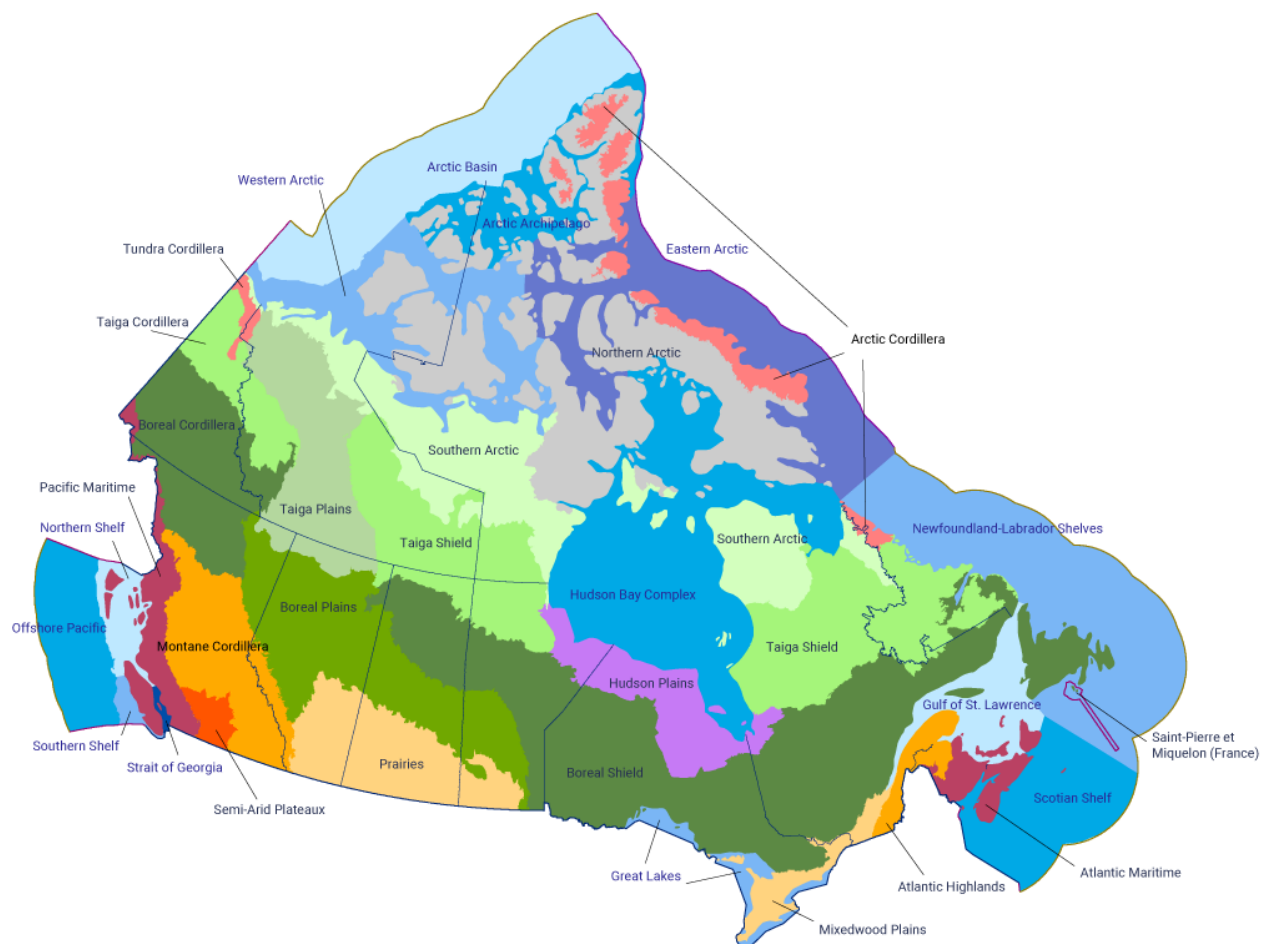 Arctic Basin
Western Arctic
Arctic Archipelago
Tundra Cordillera
Eastern Arctic
Taiga Cordillera
Arctic Cordillera
Northern Arctic
Boreal Cordillera
Southern Arctic
Pacific Maritime
Taiga Plains
Northern Shelf
Newfoundland-Labrador Shelves
Taiga Shield
Southern Arctic
Hudson Bay Complex
Boreal Plains
Offshore Pacific
Montane Cordillera
Taiga Shield
Hudson Plains
Gulf of St. Lawrence
Saint-Pierre et
Miquelon (France)
Southern Shelf
Strait of Georgia
Prairies
Boreal Shield
Scotian Shelf
Semi-Arid Plateaux
Great Lakes
Atlantic Maritime
Atlantic Highlands
Mixedwood Plains